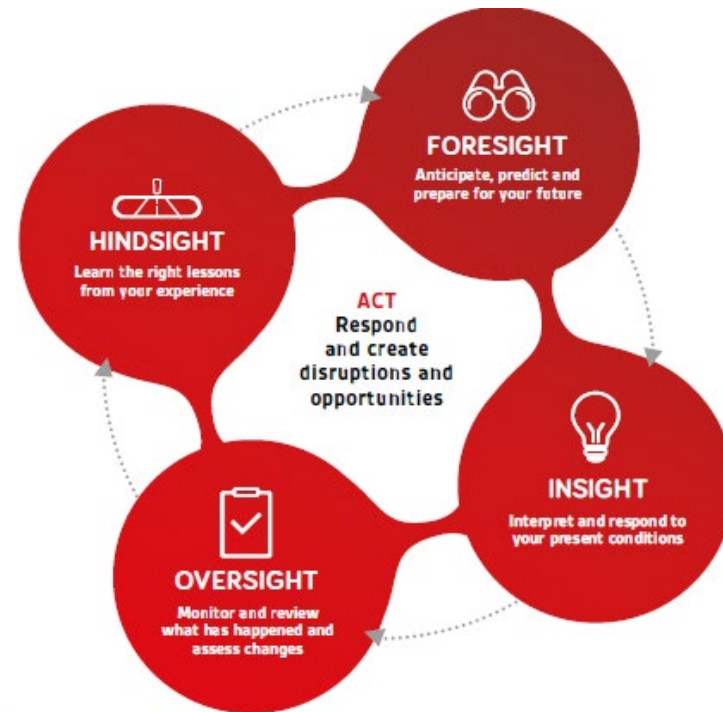 FORESIGHT
Anticipate, predict and
prepare for your future
HINDSIGHT
Learn the right lessons
from your experience
ACT
Respond
and create
disruptions and
opportunities
INSIGHT
Interpret and respond to
your present conditions
OVERSIGHT
Monitor and review
what has happened and
assess changes